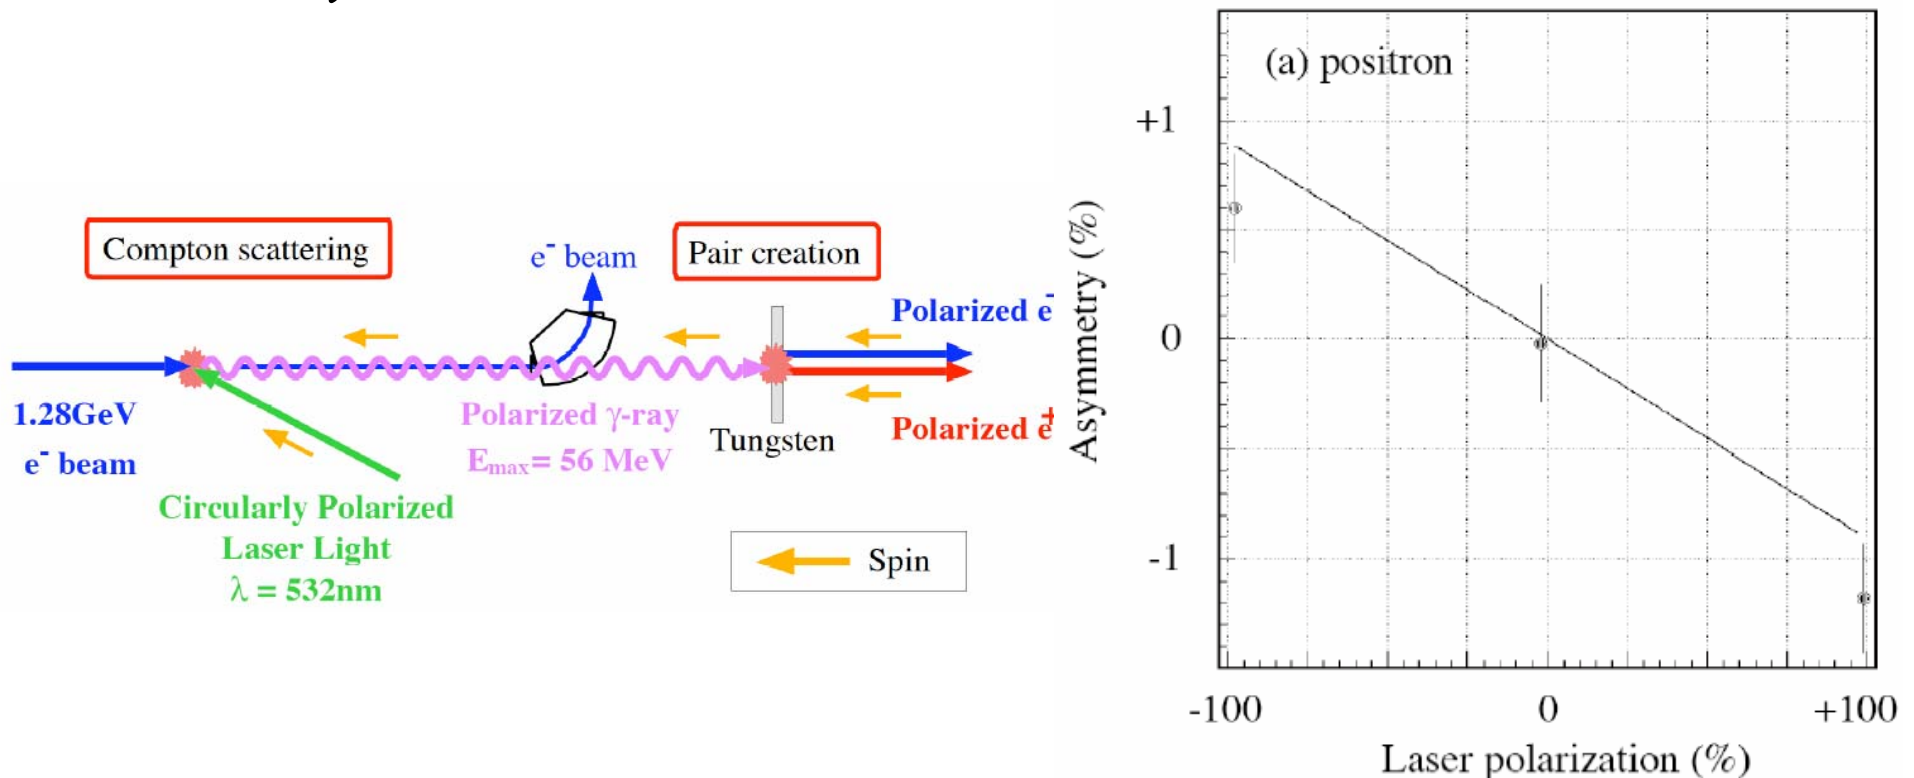 Compton scattering
Pair creation
e⁻ beam
Polarized e⁻
1.28GeV
e⁻ beam
Polarized γ-ray
Eₘₐₓ= 56 MeV
Tungsten
Polarized e⁺
Circularly Polarized
Laser Light
λ = 532nm
Spin
(a) positron
Asymmetry (%)
+1
0
-1
-100
0
+100
Laser polarization (%)